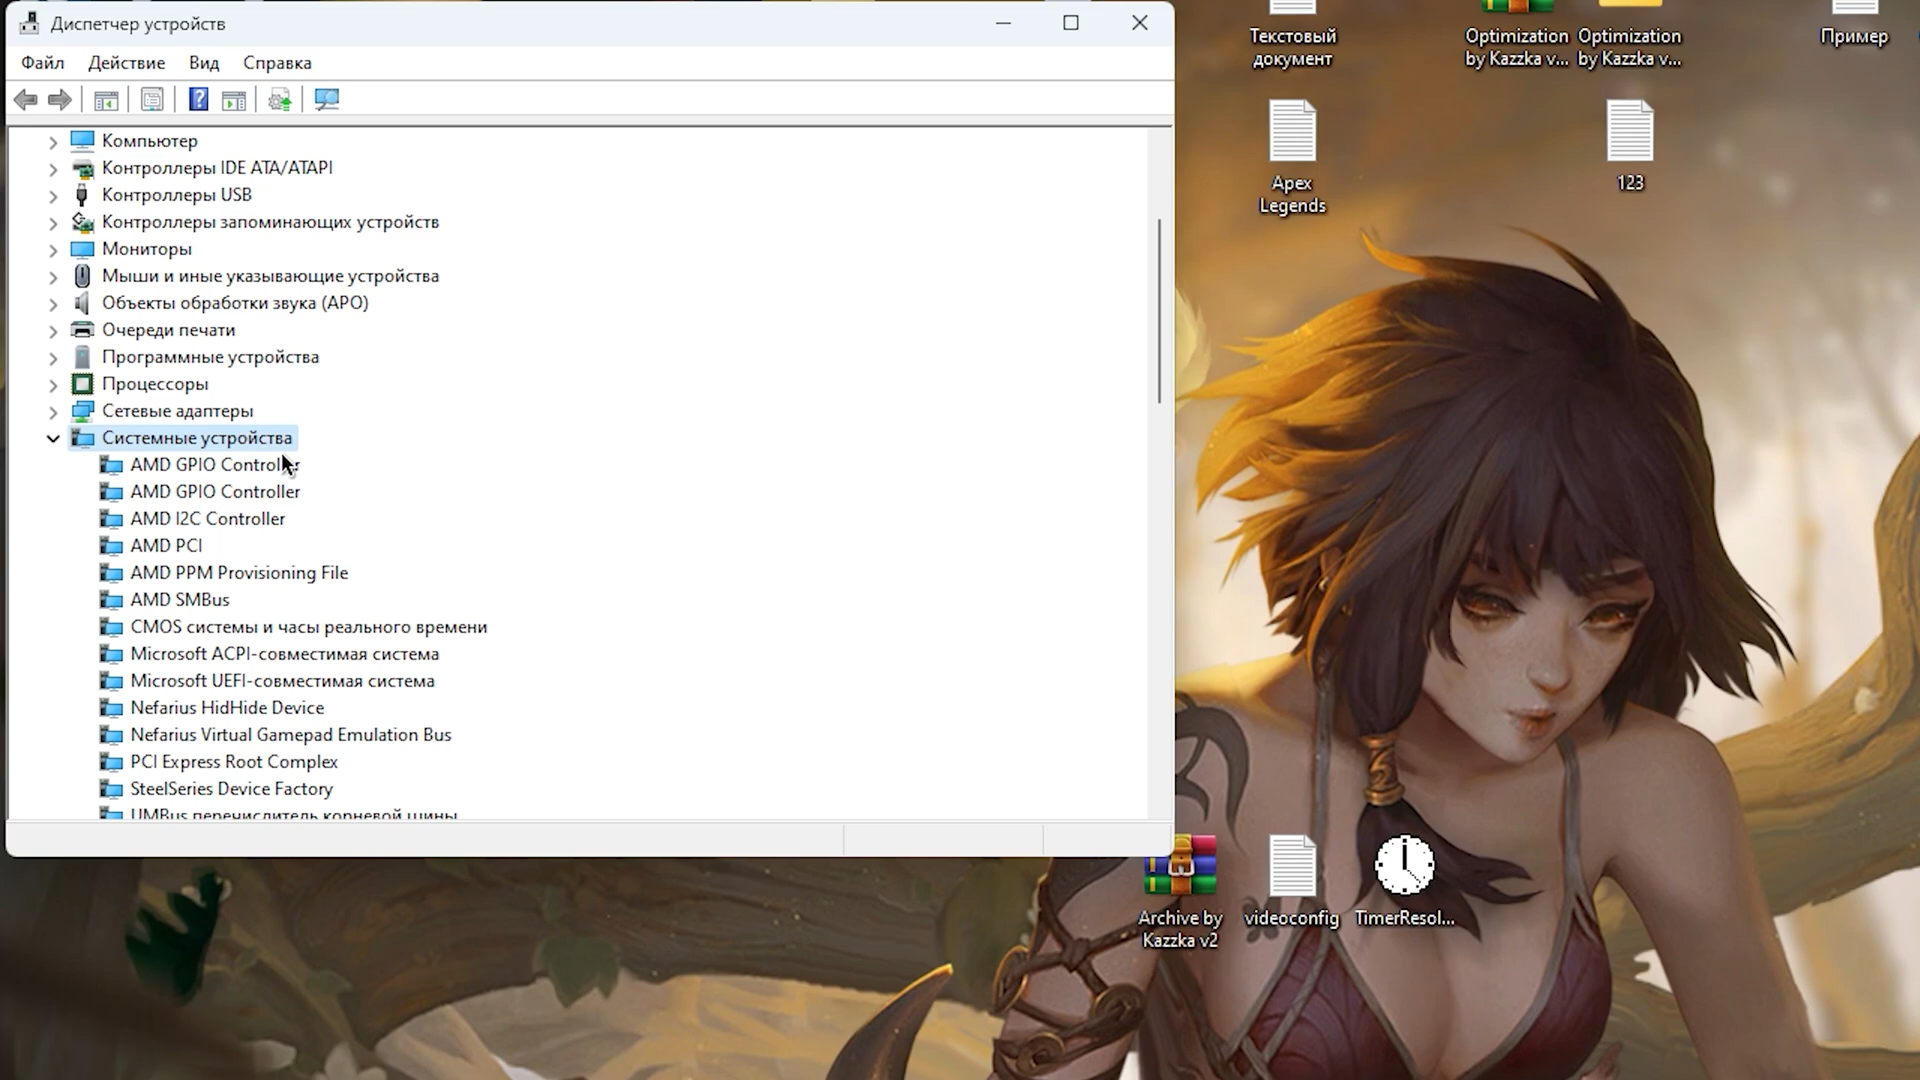 Диспетчер устройств
Файл Действие Вид Справка
Компьютер
Контроллеры IDE ATA/ATAPI
Контроллеры USB
Контроллеры запоминающих устройств
Мониторы
Мыши и иные указывающие устройства
Объекты обработки звука (APO)
Очереди печати
Программные устройства
Процессоры
Сетевые адаптеры
Системные устройства
AMD GPIO Controller
AMD GPIO Controller
AMD I2C Controller
AMD PCI
AMD PPM Provisioning File
AMD SMBus
CMOS системы и часы реального времени
Microsoft ACPI-совместимая система
Microsoft UEFI-совместимая система
Nefarius HidHide Device
Nefarius Virtual Gamepad Emulation Bus
PCI Express Root Complex
SteelSeries Device Factory
UMBus перечислитель корневой шины
Текстовый
документ
Optimization
by Kazzka v...
Optimization
by Kazzka v...
Пример
Apex
Legends
123
Archive by
Kazzka v2
videoconfig
TimerResol...